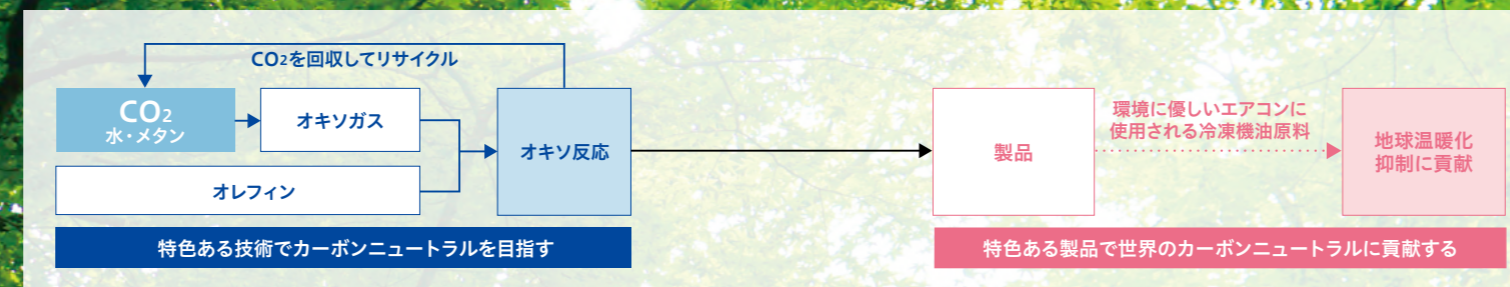 CO2を回収してリサイクル
CO2
水・メタン
オキソガス
オレフィン
オキソ反応
特色ある技術でカーボンニュートラルを目指す
製品
環境に優しいエアコンに
使用される冷凍機油原料
地球温暖化
抑制に貢献
特色ある製品で世界のカーボンニュートラルに貢献する